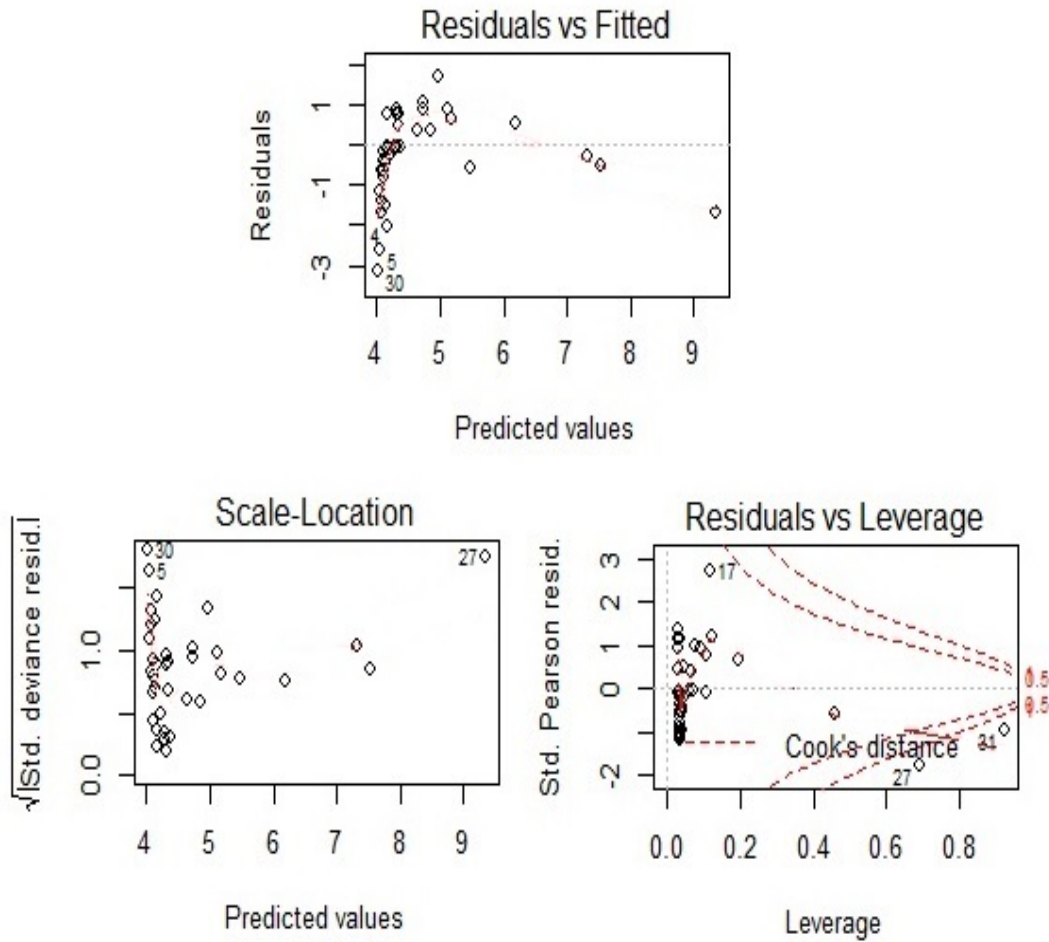 Residuals vs Fitted
Residuals
1
-1
-3
4
5
30
4 5 6 7 8 9
Predicted values
Scale-Location
√|Std. deviance resid.|
1.0
0.0
30
5
27
4 5 6 7 8 9
Predicted values
Residuals vs Leverage
Std. Pearson resid.
3
2
1
0
-2
17
0.5
0.5
Cook's distance
31
27
0.0 0.2 0.4 0.6 0.8
Leverage